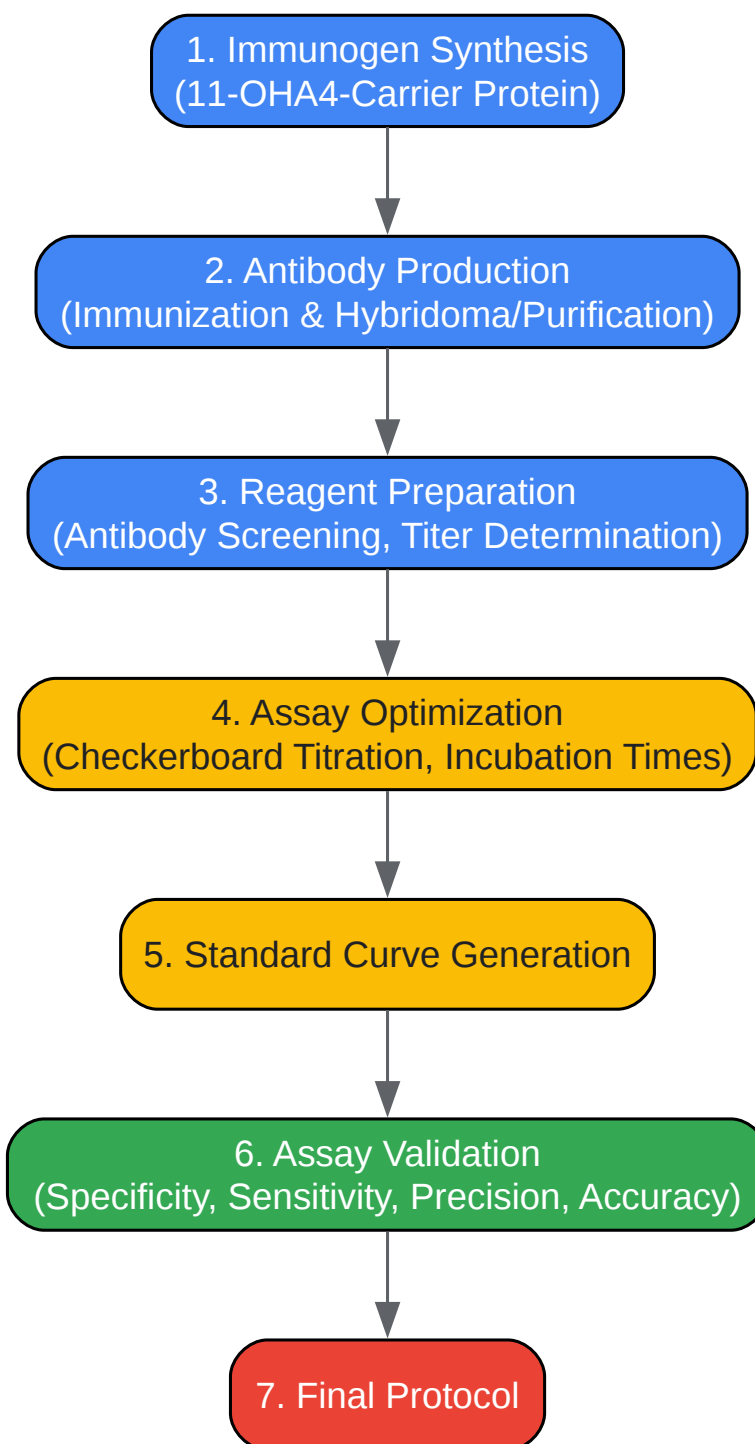 1. Immunogen Synthesis
(11-OHA4-Carrier Protein)
2. Antibody Production
(Immunization & Hybridoma/Purification)
3. Reagent Preparation
(Antibody Screening, Titer Determination)
4. Assay Optimization
(Checkerboard Titration, Incubation Times)
5. Standard Curve Generation
6. Assay Validation
(Specificity, Sensitivity, Precision, Accuracy)
7. Final Protocol